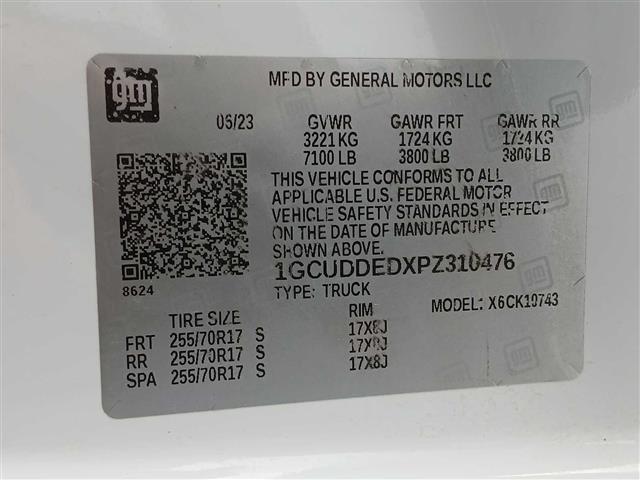 gm
MFD BY GENERAL MOTORS LLC
06/23 GVWR GAWR FRT GAWR RR
3221 KG 1724 KG 1724 KG
7100 LB 3800 LB 3800 LB
THIS VEHICLE CONFORMS TO ALL
APPLICABLE U.S. FEDERAL MOTOR
VEHICLE SAFETY STANDARDS IN EFFECT
ON THE DATE OF MANUFACTURE
SHOWN ABOVE.
1GCUDDEDXPZ310476
8624
TYPE: TRUCK MODEL: X6CK10743
TIRE SIZE RIM
FRT 255/70R17 S 17X8J
RR 255/70R17 S 17X8J
SPA 255/70R17 S 17X8J